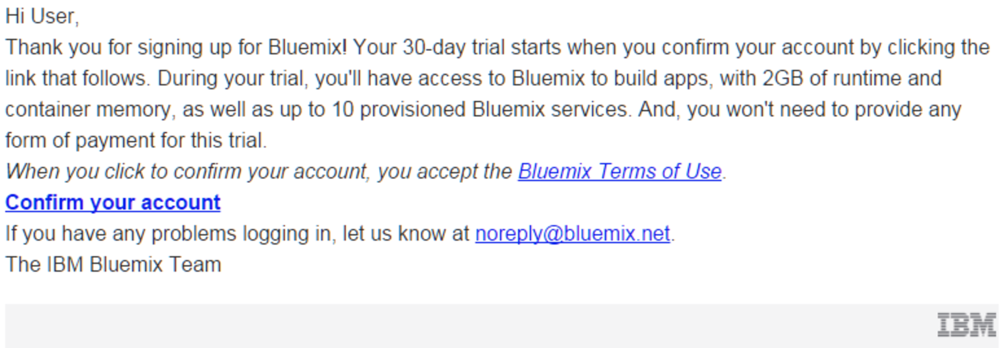 Hi User,
Thank you for signing up for Bluemix! Your 30-day trial starts when you confirm your account by clicking the
link that follows. During your trial, you'll have access to Bluemix to build apps, with 2GB of runtime and
container memory, as well as up to 10 provisioned Bluemix services. And, you won't need to provide any
form of payment for this trial.
When you click to confirm your account, you accept the Bluemix Terms of Use.
Confirm your account
If you have any problems logging in, let us know at noreply@bluemix.net.
The IBM Bluemix Team
IBM